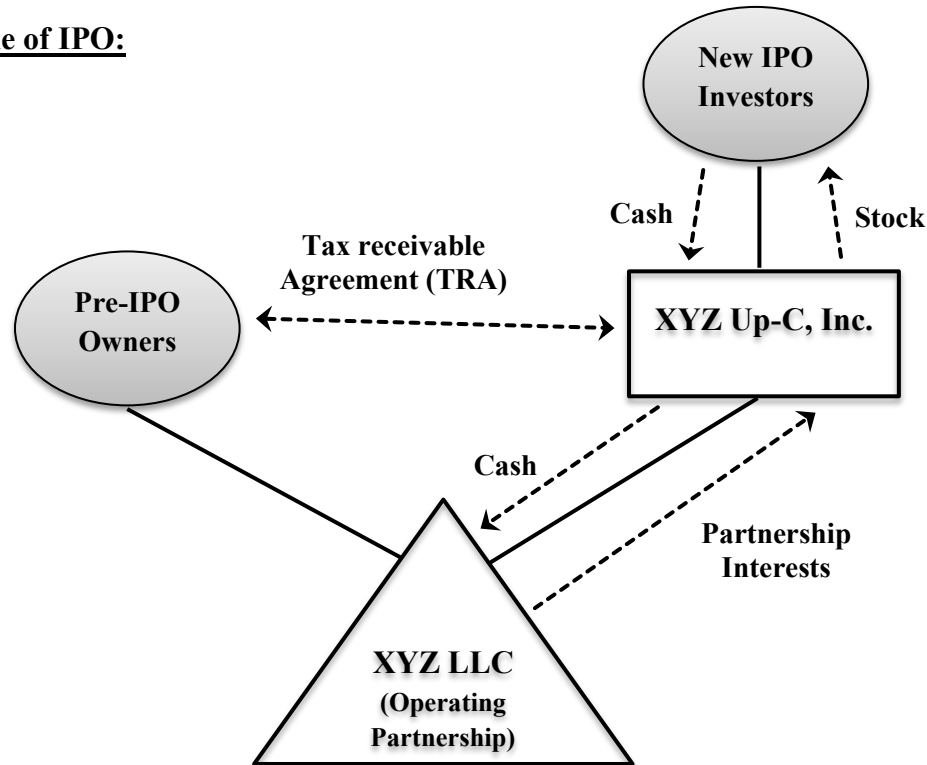 e of IPO:
New IPO
Investors
Cash
Stock
Tax receivable
Agreement (TRA)
Pre-IPO
Owners
XYZ Up-C, Inc.
Cash
Partnership
Interests
XYZ LLC
(Operating
Partnership)